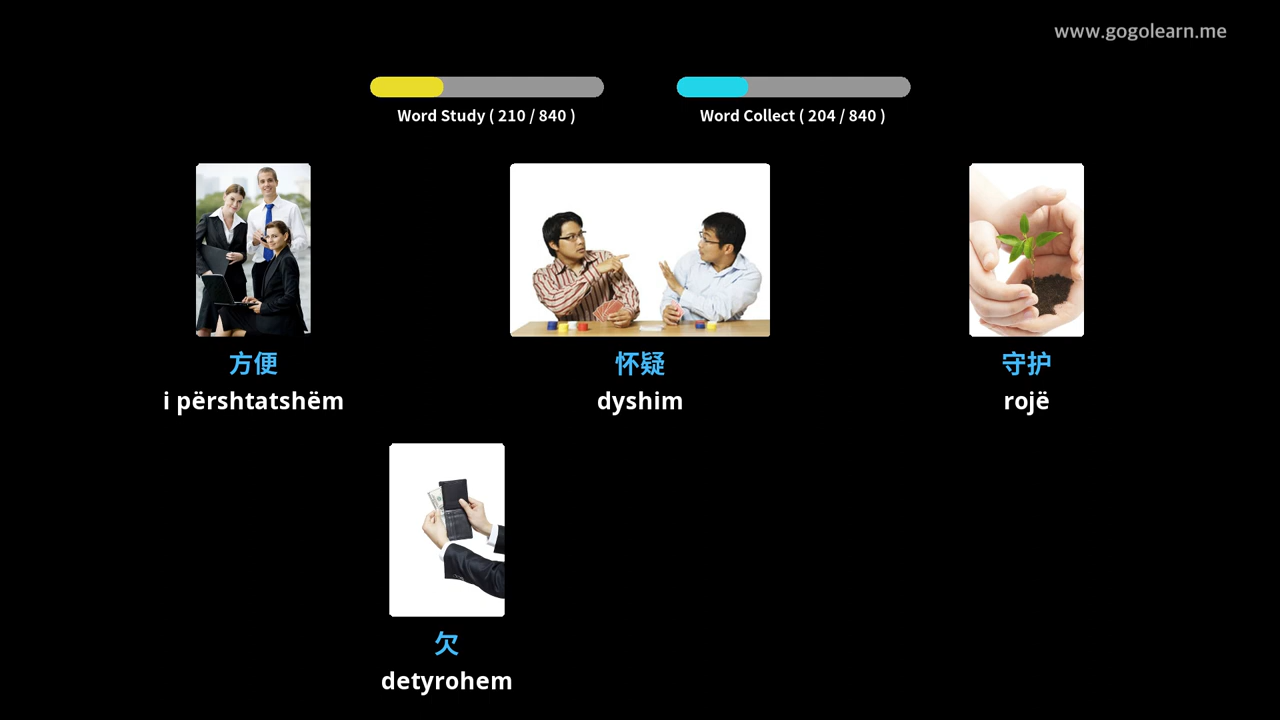 www.gogolearn.me
Word Study ( 210 / 840 )
Word Collect ( 204 / 840 )
方便
i përshtatshëm
怀疑
dyshim
守护
rojë
欠
detyrohem